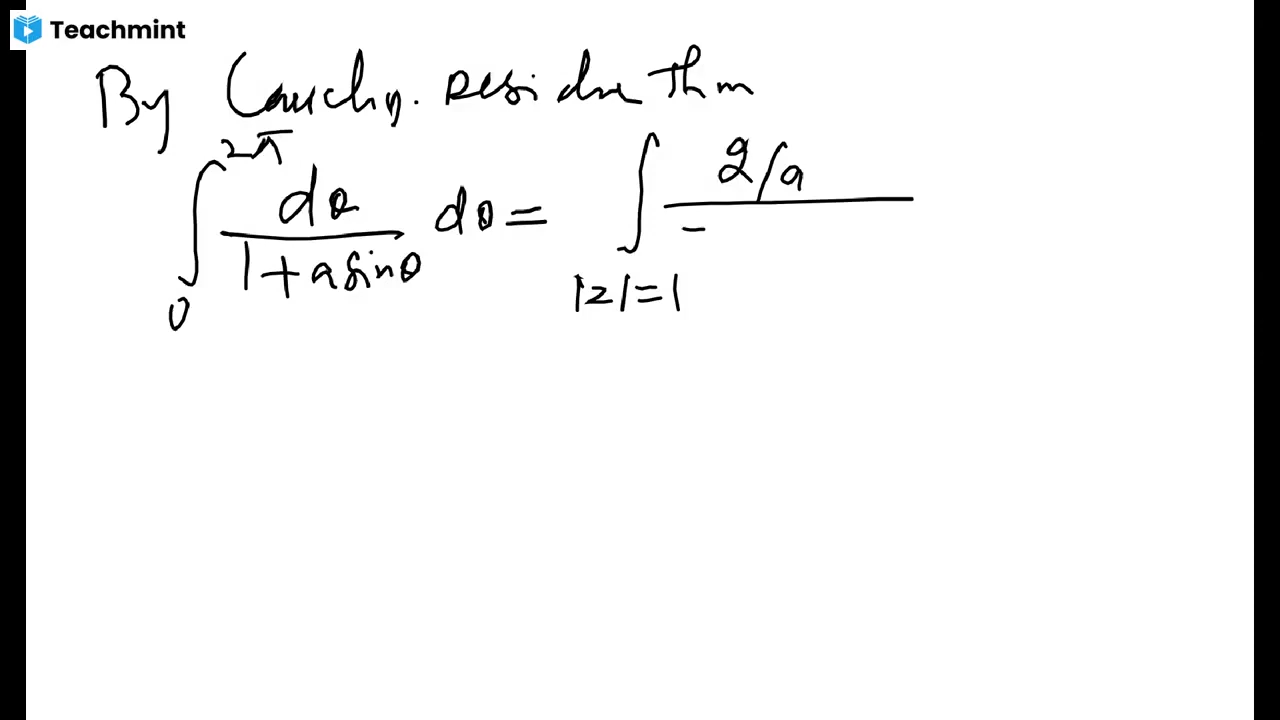 Teachmint
By Cauchy. residue Thm
∫₀^{2π} dθ/(1+a sinθ) dθ = ∫_{|z|=1} (2/a)/(-